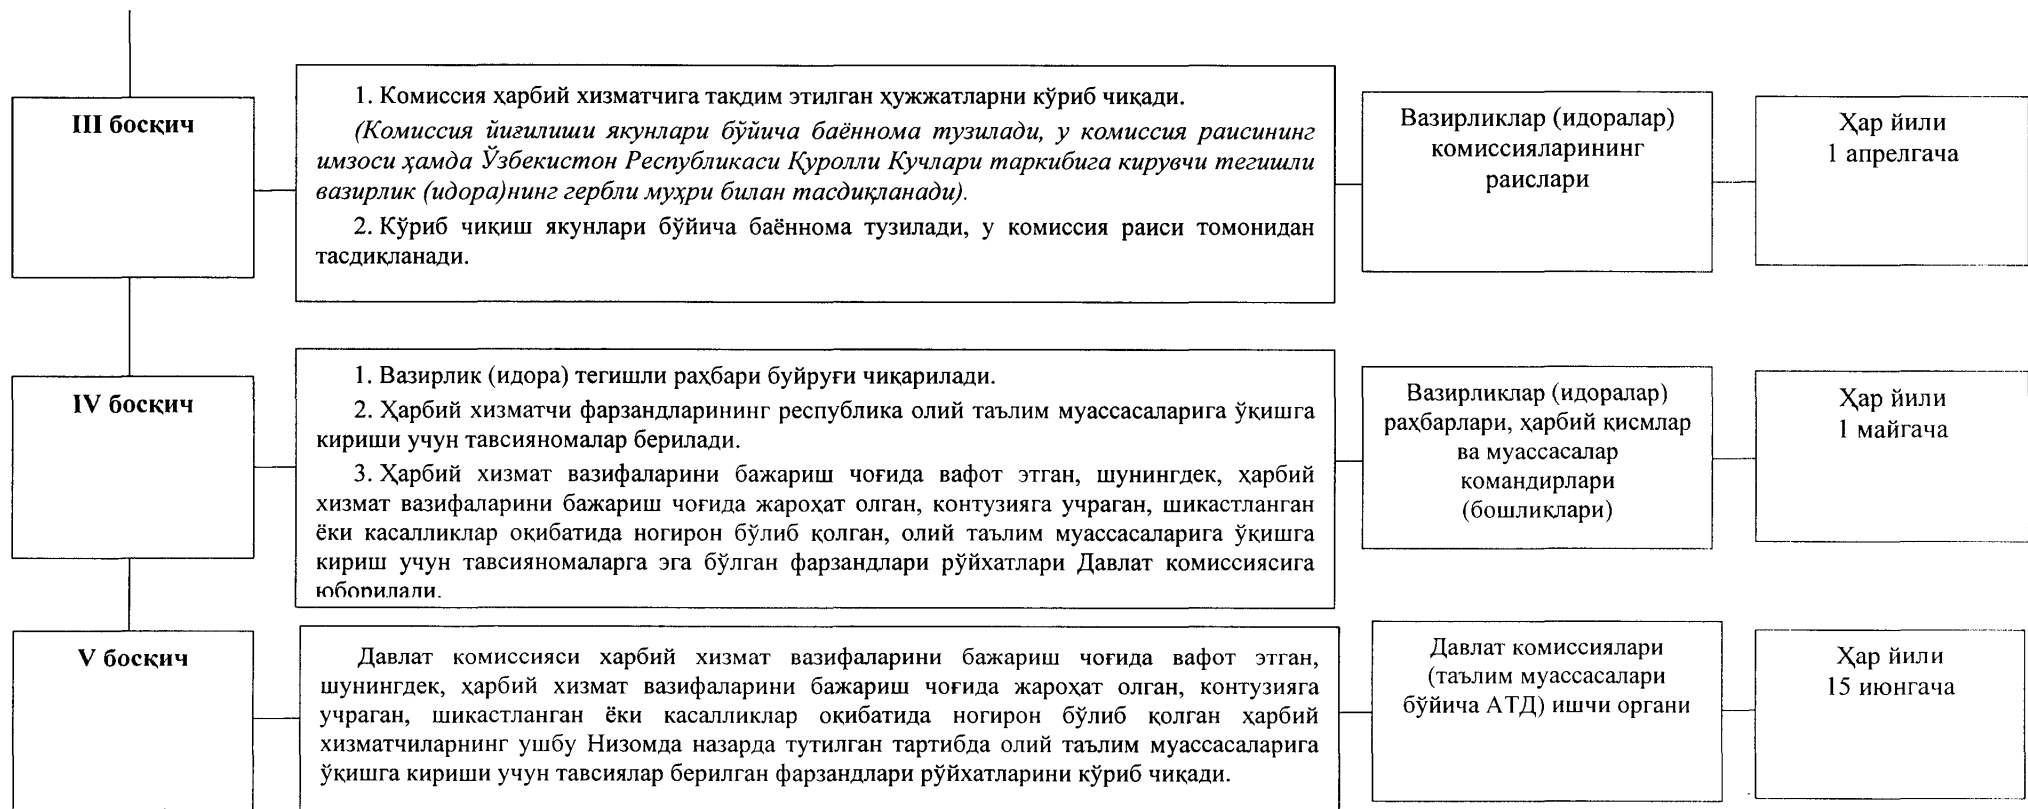 III босқич
1. Комиссия ҳарбий хизматчига тақдим этилган ҳужжатларни кўриб чиқади.
(Комиссия йиғилиши якунлари бўйича баённома тузилади, у комиссия раисининг
имзоси ҳамда Ўзбекистон Республикаси Қуролли Кучлари таркибига кирувчи тегишли
вазирлик (идора)нинг гербли муҳри билан тасдиқланади).
2. Кўриб чиқиш якунлари бўйича баённома тузилади, у комиссия раиси томонидан
тасдиқланади.
Вазирликлар (идоралар)
комиссияларининг
раислари
Ҳар йили
1 апрелгача
IV босқич
1. Вазирлик (идора) тегишли раҳбари буйруғи чиқарилади.
2. Ҳарбий хизматчи фарзандларининг республика олий таълим муассасаларига ўқишга
кириши учун тавсияномалар берилади.
3. Ҳарбий хизмат вазифаларини бажариш чоғида вафот этган, шунингдек, ҳарбий
хизмат вазифаларини бажариш чоғида жароҳат олган, контузияга учраган, шикастланган
ёки касалликлар оқибатида ногирон бўлиб қолган, олий таълим муассасаларига ўқишга
кириш учун тавсияномаларга эга бўлган фарзандлари рўйхатлари Давлат комиссиясига
юборилади.
Вазирликлар (идоралар)
раҳбарлари, ҳарбий қисмлар
ва муассасалар
командирлари
(бошлиқлари)
Ҳар йили
1 майгача
V босқич
Давлат комиссияси харбий хизмат вазифаларини бажариш чоғида вафот этган,
шунингдек, ҳарбий хизмат вазифаларини бажариш чоғида жароҳат олган, контузияга
учраган, шикастланган ёки касалликлар оқибатида ногирон бўлиб қолган ҳарбий
хизматчиларнинг ушбу Низомда назарда тутилган тартибда олий таълим муассасаларига
ўқишга кириши учун тавсиялар берилган фарзандлари рўйхатларини кўриб чиқади.
Давлат комиссиялари
(таълим муассасалари
бўйича АТД) ишчи органи
Ҳар йили
15 июнгача